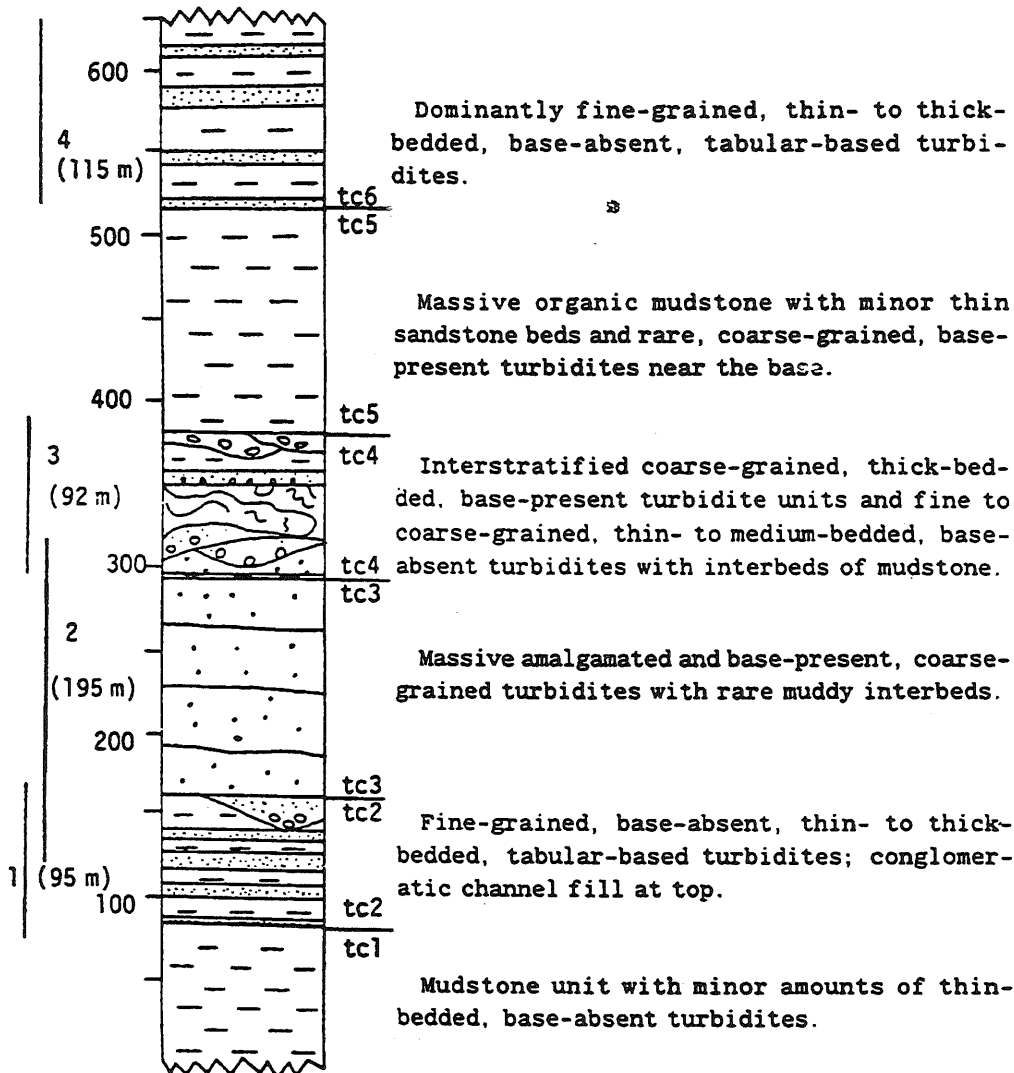 600
4
(115 m)
Dominantly fine-grained, thin- to thick-
bedded, base-absent, tabular-based turbi-
dites.
tc6
tc5
500
Massive organic mudstone with minor thin
sandstone beds and rare, coarse-grained, base-
present turbidites near the base.
400
tc5
tc4
3
(92 m)
Interstratified coarse-grained, thick-bed-
ded, base-present turbidite units and fine to
coarse-grained, thin- to medium-bedded, base-
absent turbidites with interbeds of mudstone.
300
tc4
tc3
2
(195 m)
Massive amalgamated and base-present, coarse-
grained turbidites with rare muddy interbeds.
200
tc3
tc2
Fine-grained, base-absent, thin- to thick-
bedded, tabular-based turbidites; conglomer-
atic channel fill at top.
1 (95 m)
100
tc2
tc1
Mudstone unit with minor amounts of thin-
bedded, base-absent turbidites.